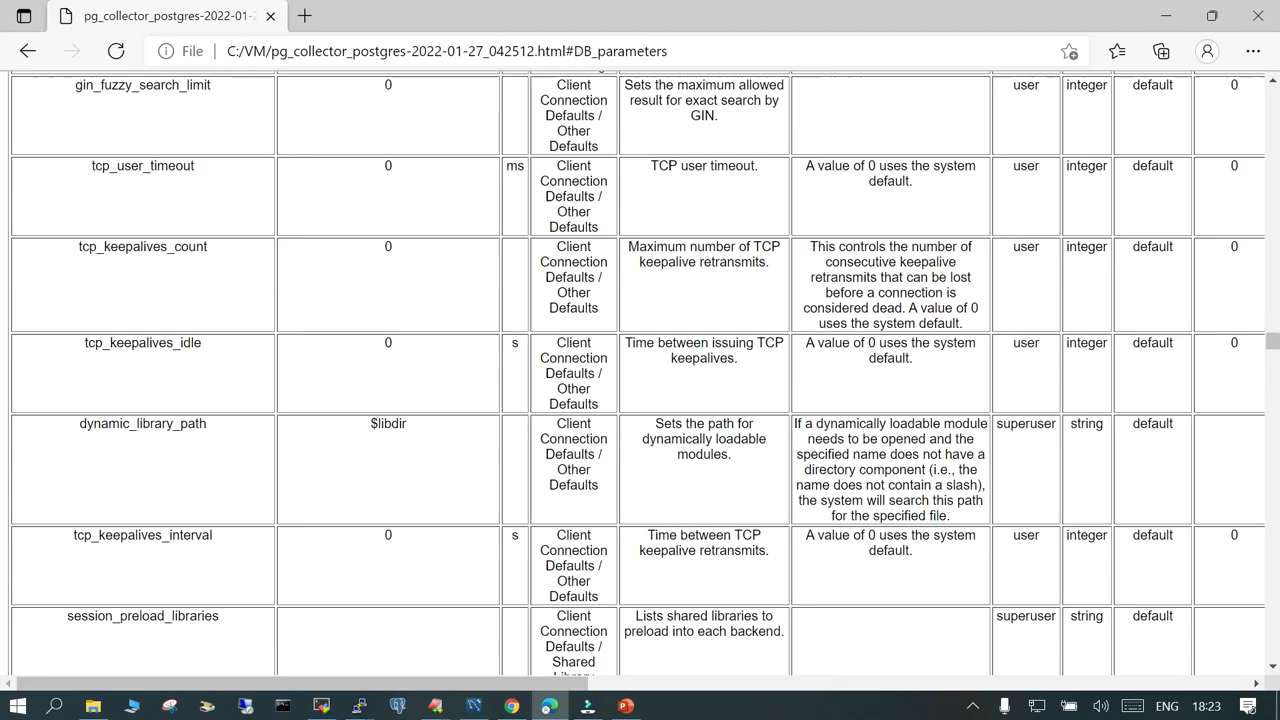 pg_collector_postgres-2022-01-2
File
C:/VM/pg_collector_postgres-2022-01-27_042512.html#DB_parameters
gin_fuzzy_search_limit
0
Client
Connection
Defaults /
Other
Defaults
Sets the maximum allowed
result for exact search by
GIN.
user
integer
default
0
tcp_user_timeout
0
ms
Client
Connection
Defaults /
Other
Defaults
TCP user timeout.
A value of 0 uses the system
default.
user
integer
default
0
tcp_keepalives_count
0
Client
Connection
Defaults /
Other
Defaults
Maximum number of TCP
keepalive retransmits.
This controls the number of
consecutive keepalive
retransmits that can be lost
before a connection is
considered dead. A value of 0
uses the system default.
user
integer
default
0
tcp_keepalives_idle
0
s
Client
Connection
Defaults /
Other
Defaults
Time between issuing TCP
keepalives.
A value of 0 uses the system
default.
user
integer
default
0
dynamic_library_path
$libdir
Client
Connection
Defaults /
Other
Defaults
Sets the path for
dynamically loadable
modules.
If a dynamically loadable module
needs to be opened and the
specified name does not have a
directory component (i.e., the
name does not contain a slash),
the system will search this path
for the specified file.
superuser
string
default
tcp_keepalives_interval
0
s
Client
Connection
Defaults /
Other
Defaults
Time between TCP
keepalive retransmits.
A value of 0 uses the system
default.
user
integer
default
0
session_preload_libraries
Client
Connection
Defaults /
Shared
Lists shared libraries to
preload into each backend.
superuser
string
default
ENG
18:23